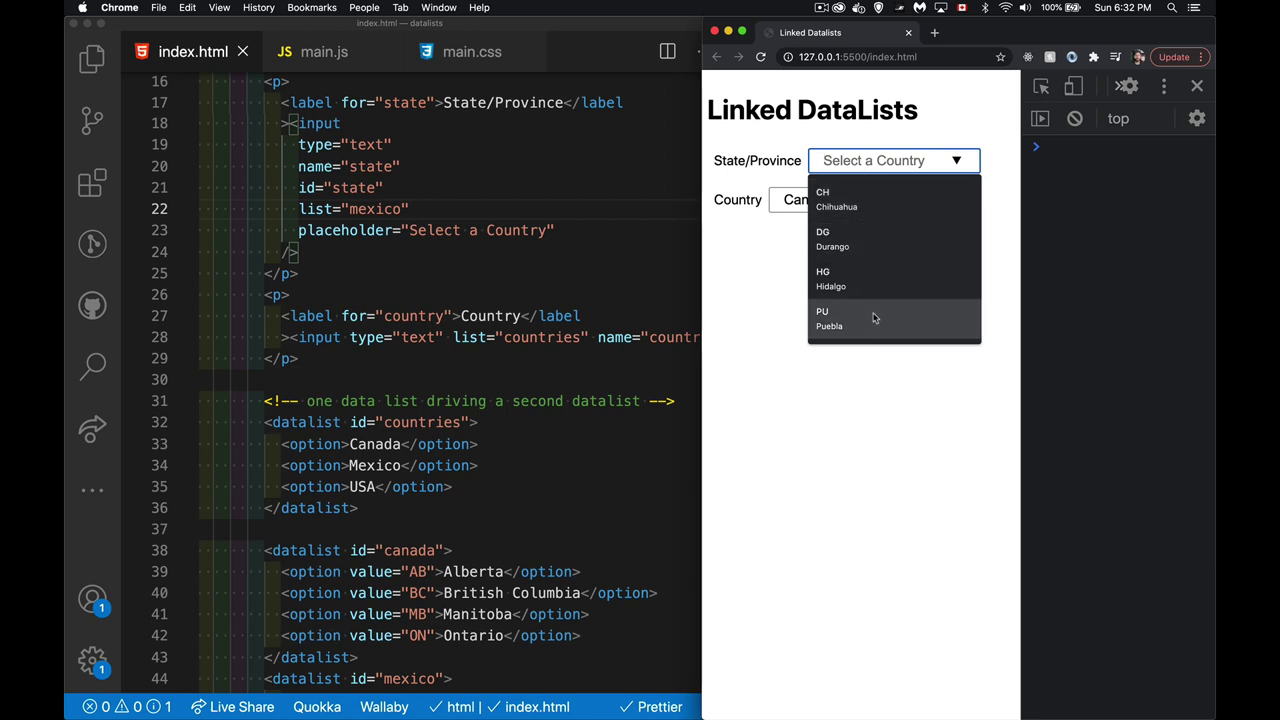 Chrome File Edit View History Bookmarks People Tab Window Help 100% Sun 6:32 PM
index.html — datalists
index.html
JS main.js
main.css
16 <p>
17 <label for="state">State/Province</label
18 ><input
19 type="text"
20 name="state"
21 id="state"
22 list="mexico"
23 placeholder="Select a Country"
24 />
25 </p>
26 <p>
27 <label for="country">Country</label
28 ><input type="text" list="countries" name="countr
29 </p>
30
31 <!-- one data list driving a second datalist -->
32 <datalist id="countries">
33 <option>Canada</option>
34 <option>Mexico</option>
35 <option>USA</option>
36 </datalist>
37
38 <datalist id="canada">
39 <option value="AB">Alberta</option>
40 <option value="BC">British Columbia</option>
41 <option value="MB">Manitoba</option>
42 <option value="ON">Ontario</option>
43 </datalist>
44 <datalist id="mexico">
1
1
0 0 1 Live Share Quokka Wallaby html | index.html Prettier
Linked Datalists
127.0.0.1:5500/index.html
Update
Linked DataLists
State/Province Select a Country
Country Can
CH
Chihuahua
DG
Durango
HG
Hidalgo
PU
Puebla
top